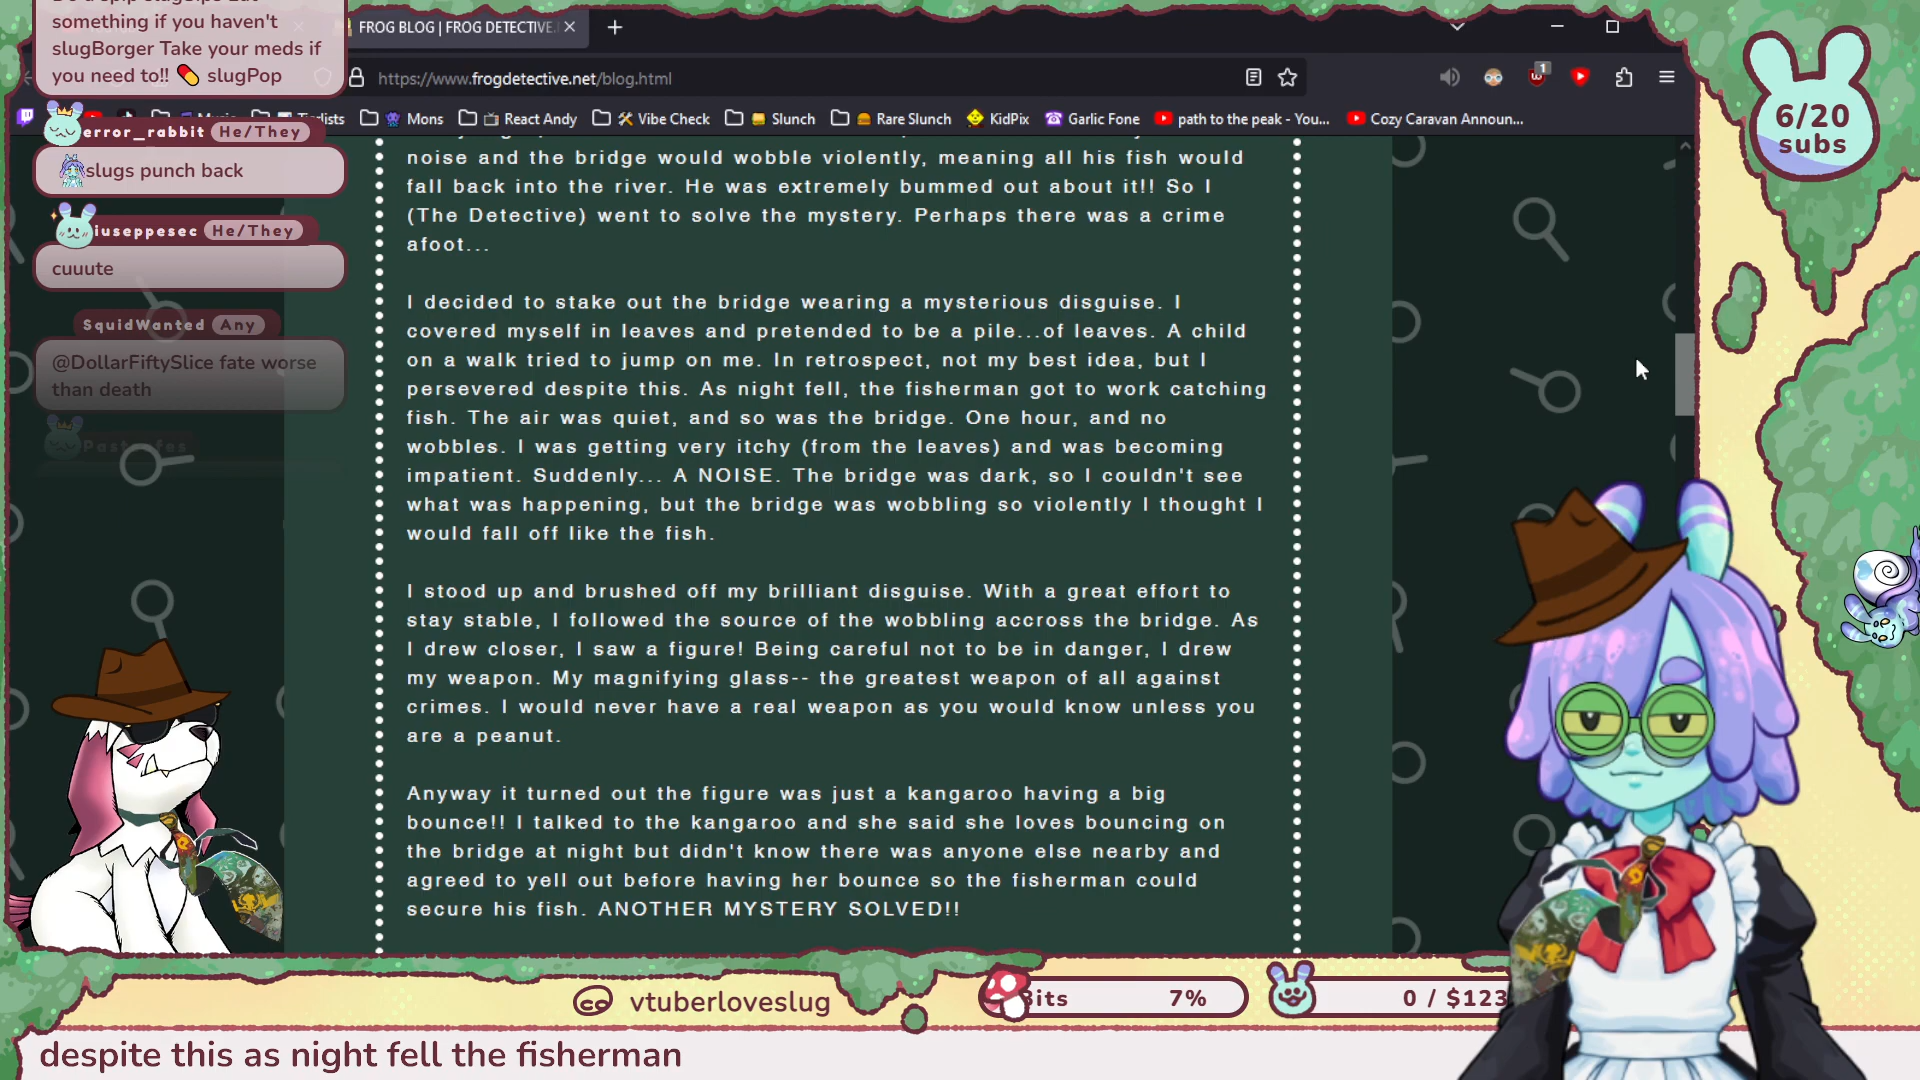 something if you haven't
slugBorger Take your meds if
you need to!! 💊 slugPop
error_rabbit He/They
slugs punch back
iuseppesec He/They
cuuute
SquidWanted Any
@DollarFiftySlice fate worse
than death
FROG BLOG | FROG DETECTIVE
https://www.frogdetective.net/blog.html
1
Mons
React Andy
Vibe Check
Slunch
Rare Slunch
KidPix
Garlic Fone
path to the peak - You...
Cozy Caravan Announ...
noise and the bridge would wobble violently, meaning all his fish would
fall back into the river. He was extremely bummed out about it!! So I
(The Detective) went to solve the mystery. Perhaps there was a crime
afoot...
I decided to stake out the bridge wearing a mysterious disguise. I
covered myself in leaves and pretended to be a pile...of leaves. A child
on a walk tried to jump on me. In retrospect, not my best idea, but I
persevered despite this. As night fell, the fisherman got to work catching
fish. The air was quiet, and so was the bridge. One hour, and no
wobbles. I was getting very itchy (from the leaves) and was becoming
impatient. Suddenly... A NOISE. The bridge was dark, so I couldn't see
what was happening, but the bridge was wobbling so violently I thought I
would fall off like the fish.
I stood up and brushed off my brilliant disguise. With a great effort to
stay stable, I followed the source of the wobbling accross the bridge. As
I drew closer, I saw a figure! Being careful not to be in danger, I drew
my weapon. My magnifying glass-- the greatest weapon of all against
crimes. I would never have a real weapon as you would know unless you
are a peanut.
Anyway it turned out the figure was just a kangaroo having a big
bounce!! I talked to the kangaroo and she said she loves bouncing on
the bridge at night but didn't know there was anyone else nearby and
agreed to yell out before having her bounce so the fisherman could
secure his fish. ANOTHER MYSTERY SOLVED!!
6/20
subs
vtuberloveslug
Bits 7%
0 / $123
despite this as night fell the fisherman